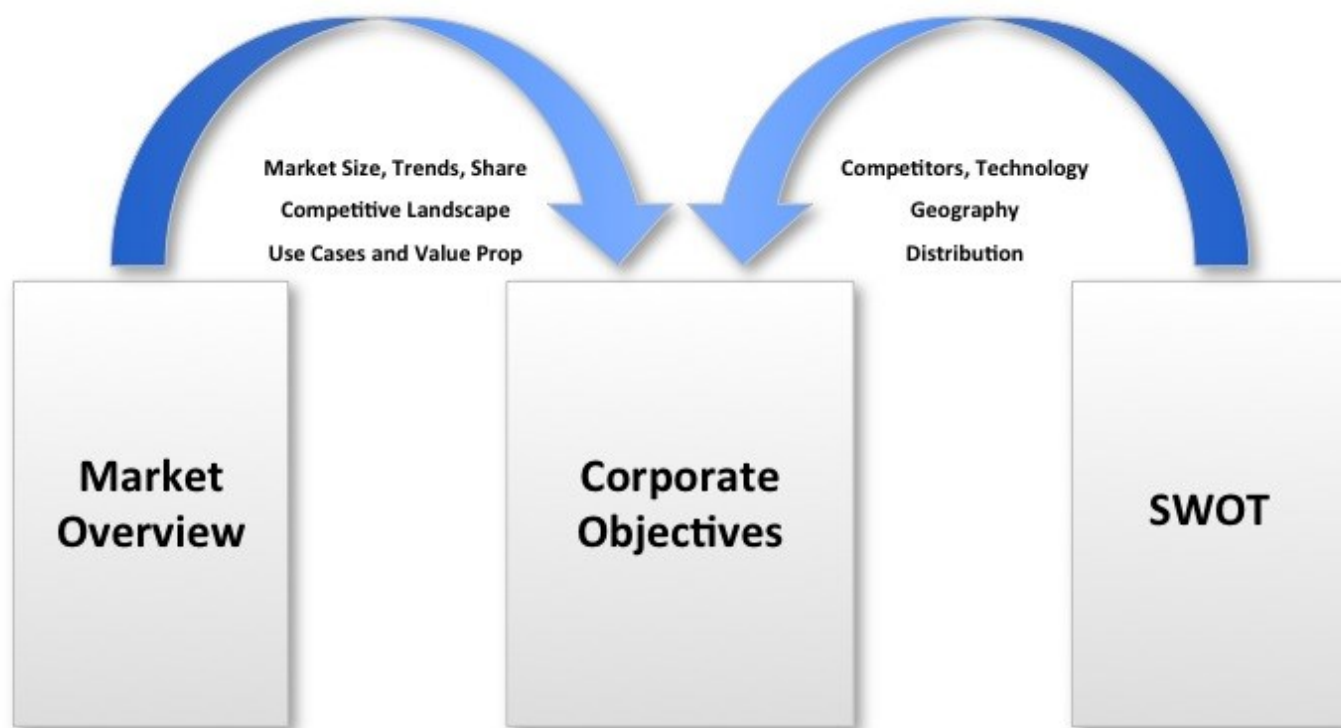 Market Size, Trends, Share
Competitive Landscape
Use Cases and Value Prop
Competitors, Technology
Geography
Distribution
Market
Overview
Corporate
Objectives
SWOT